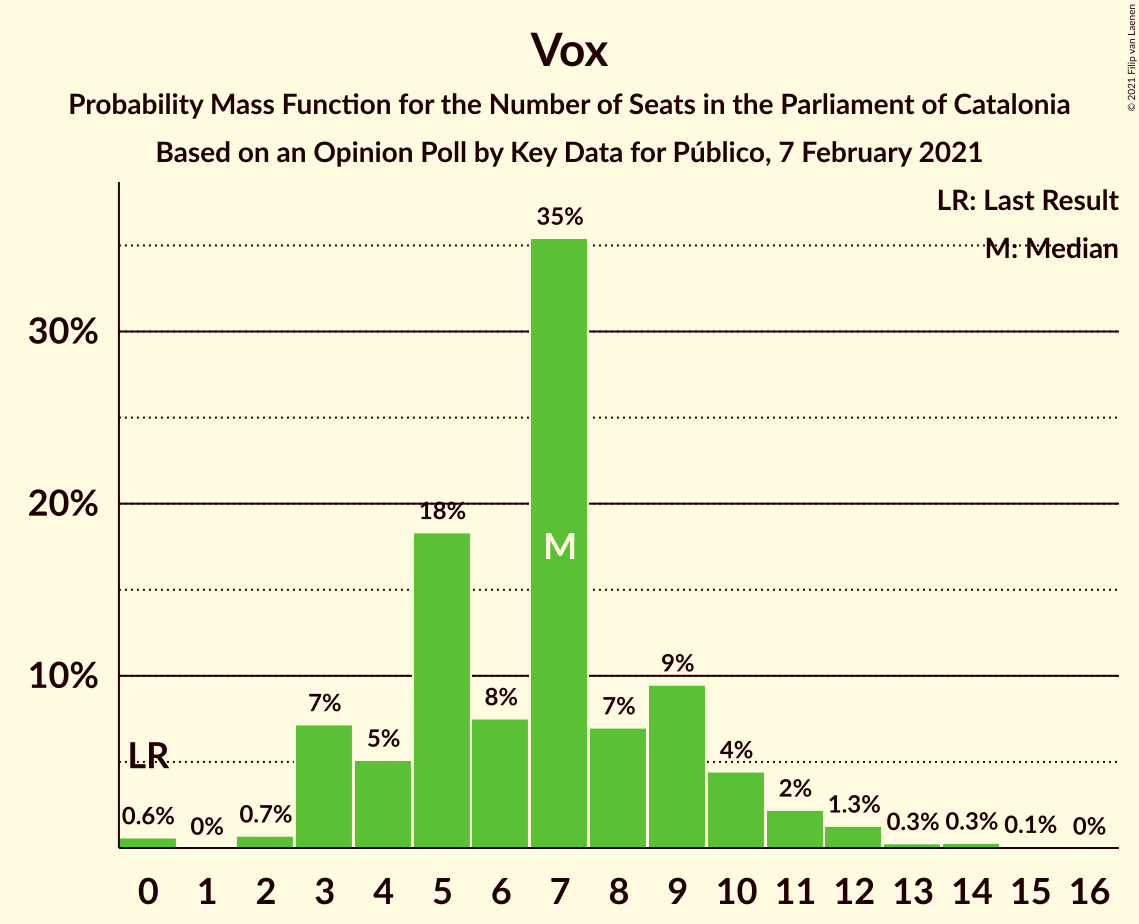 Vox
Probability Mass Function for the Number of Seats in the Parliament of Catalonia
Based on an Opinion Poll by Key Data for Público, 7 February 2021
© 2021 Filip van Laenen
LR: Last Result
M: Median
35%
30%
20%
18%
M
10%
9%
8%
7%
7%
5%
4%
LR
2%
1.3%
0.6%
0%
0.7%
0.3%
0.3%
0.1%
0%
0 1 2 3 4 5 6 7 8 9 10 11 12 13 14 15 16